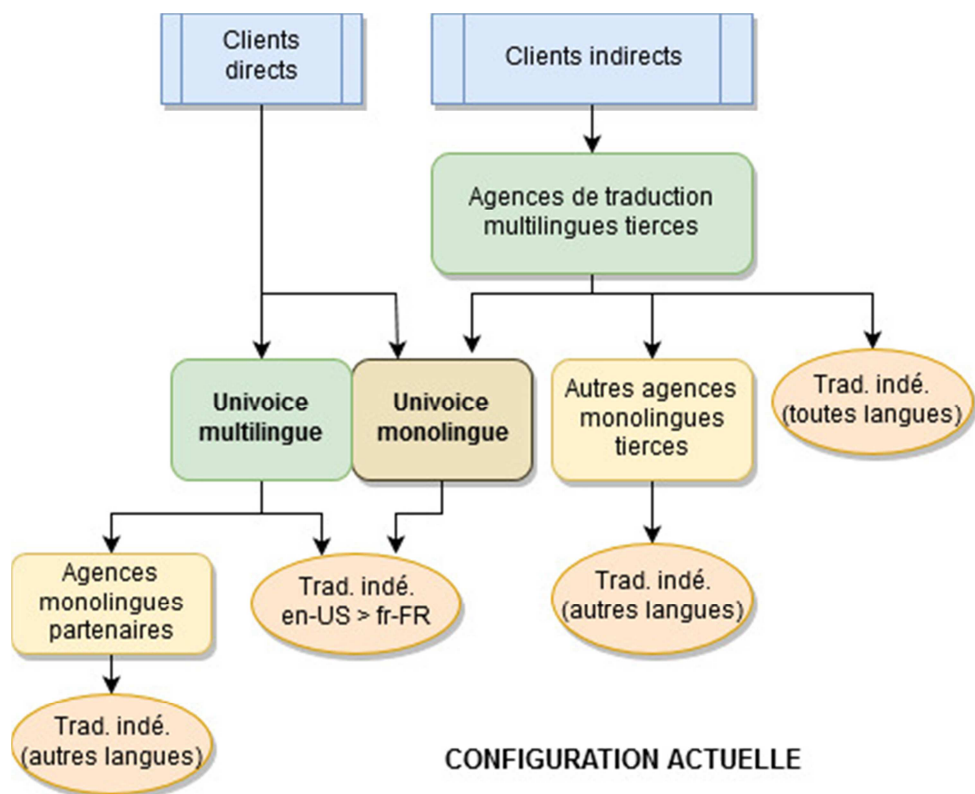 Clients
directs
Clients indirects
Agences de traduction
multilingues tierces
Univoice
multilingue
Univoice
monolingue
Autres agences
monolingues
tierces
Trad. indé.
(toutes langues)
Agences
monolingues
partenaires
Trad. indé.
en-US > fr-FR
Trad. indé.
(autres langues)
Trad. indé.
(autres langues)
CONFIGURATION ACTUELLE